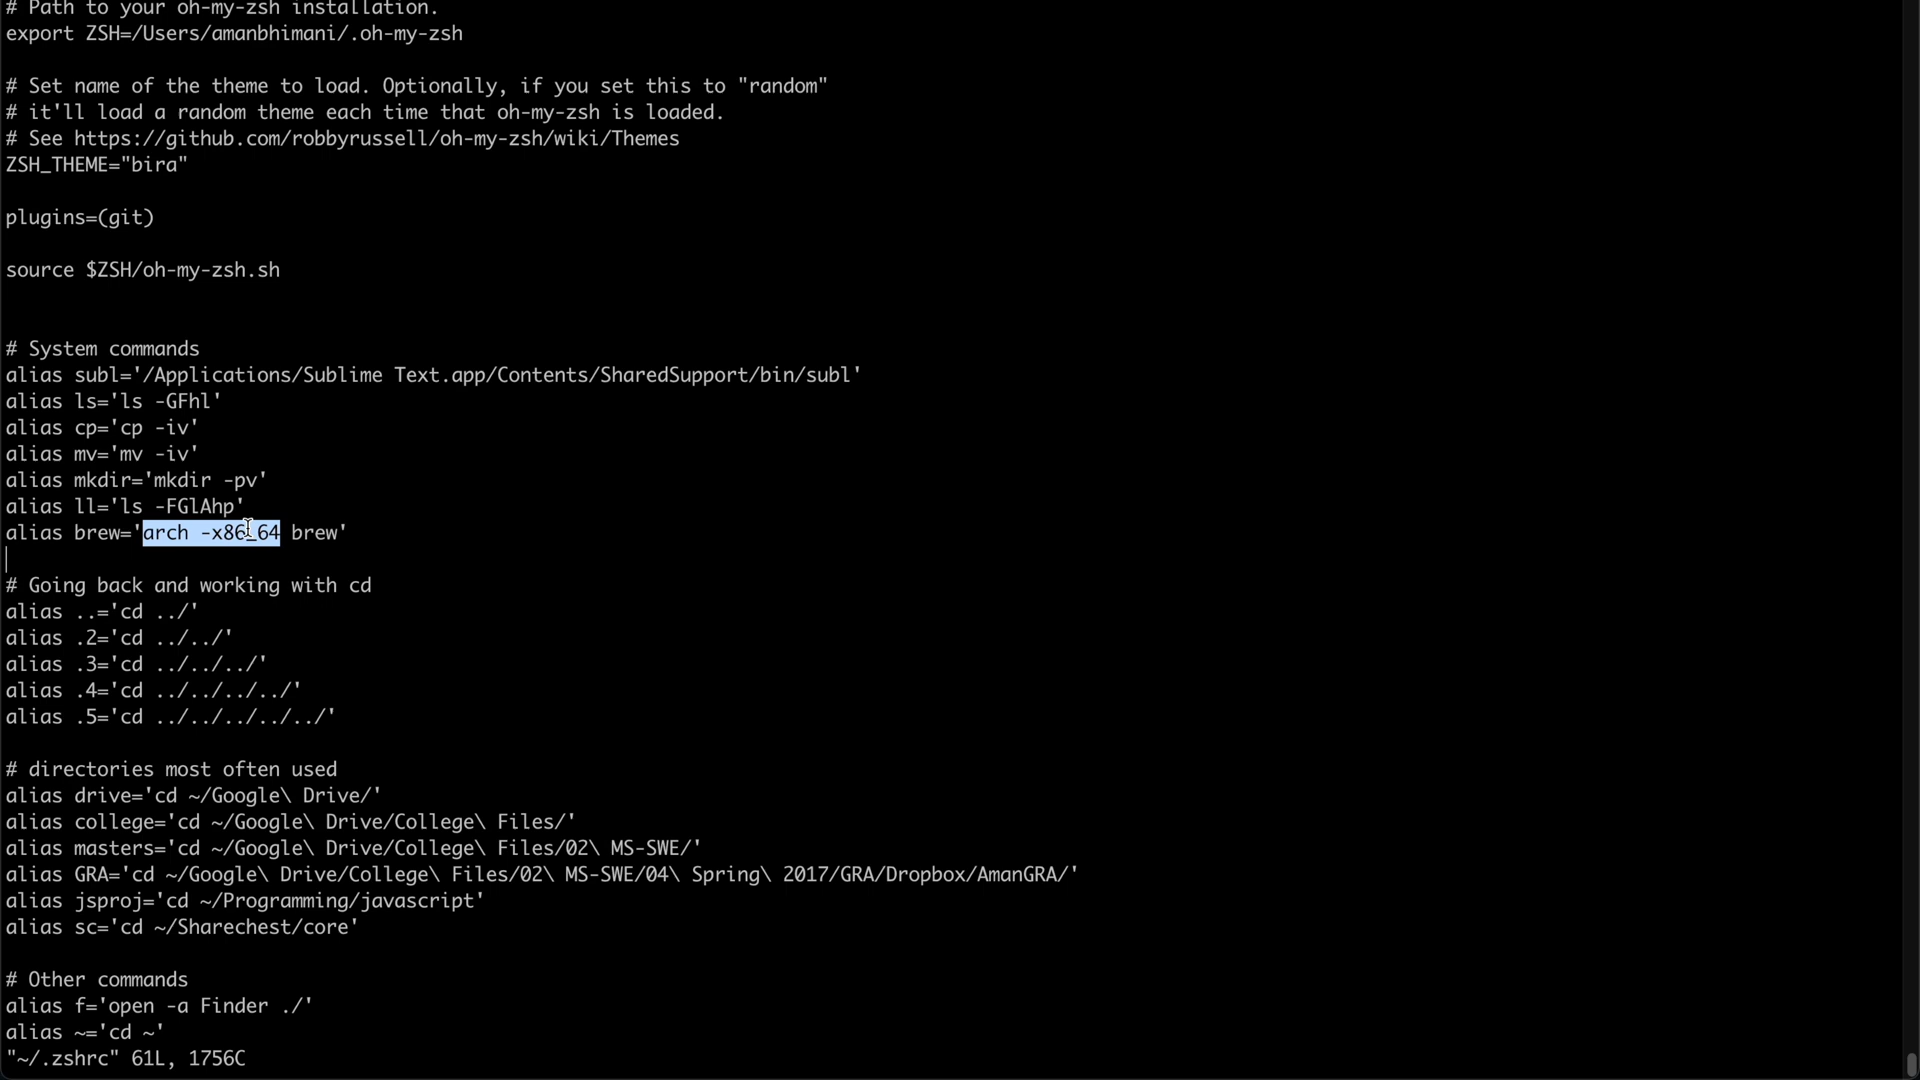 # Path to your oh-my-zsh installation.
export ZSH=/Users/amanbhimani/.oh-my-zsh
# Set name of the theme to load. Optionally, if you set this to "random"
# it'll load a random theme each time that oh-my-zsh is loaded.
# See https://github.com/robbyrussell/oh-my-zsh/wiki/Themes
ZSH_THEME="bira"
plugins=(git)
source $ZSH/oh-my-zsh.sh
# System commands
alias subl='/Applications/Sublime Text.app/Contents/SharedSupport/bin/subl'
alias ls='ls -GFhl'
alias cp='cp -iv'
alias mv='mv -iv'
alias mkdir='mkdir -pv'
alias ll='ls -FGlAhp'
alias brew='arch -x86_64 brew'
# Going back and working with cd
alias ..='cd ../'
alias .2='cd ../../'
alias .3='cd ../../../'
alias .4='cd ../../../../'
alias .5='cd ../../../../../'
# directories most often used
alias drive='cd ~/Google\ Drive/'
alias college='cd ~/Google\ Drive/College\ Files/'
alias masters='cd ~/Google\ Drive/College\ Files/02\ MS-SWE/'
alias GRA='cd ~/Google\ Drive/College\ Files/02\ MS-SWE/04\ Spring\ 2017/GRA/Dropbox/AmanGRA/'
alias jsproj='cd ~/Programming/javascript'
alias sc='cd ~/Sharechest/core'
# Other commands
alias f='open -a Finder ./'
alias ~='cd ~'
"~/.zshrc" 61L, 1756C